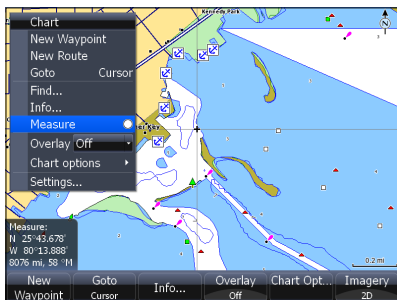 Kennedy Park
Chart
N
New Waypoint
New Route
Goto Cursor
Find...
Info...
Measure
Overlay Off
Chart options
Settings...
Measure:
N 25°43.678'
W 80°13.888'
8076 mi, 58 °M
0.2 mi
New Waypoint
Goto Cursor
Info...
Overlay Off
Chart Opt...
Imagery 2D